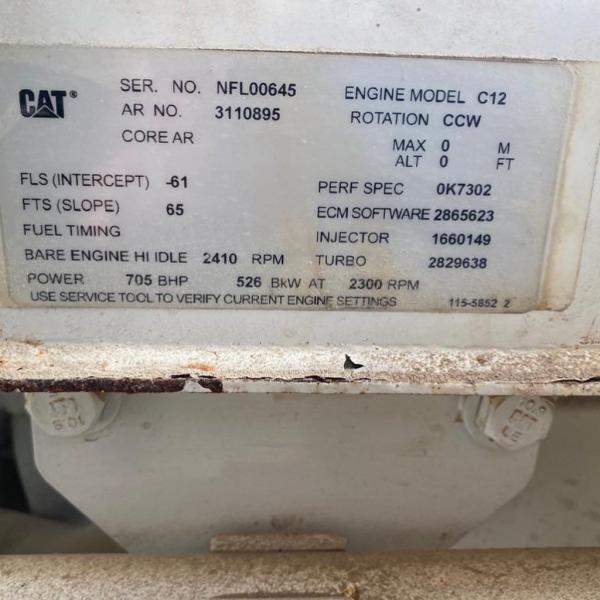 CAT®
SER. NO. NFL00645
AR NO. 3110895
CORE AR
FLS (INTERCEPT) -61
FTS (SLOPE) 65
FUEL TIMING
BARE ENGINE HI IDLE 2410 RPM
POWER 705 BHP 526 BkW AT 2300 RPM
USE SERVICE TOOL TO VERIFY CURRENT ENGINE SETTINGS
ENGINE MODEL C12
ROTATION CCW
MAX 0 M
ALT 0 FT
PERF SPEC 0K7302
ECM SOFTWARE 2865623
INJECTOR 1660149
TURBO 2829638
115-5852 2